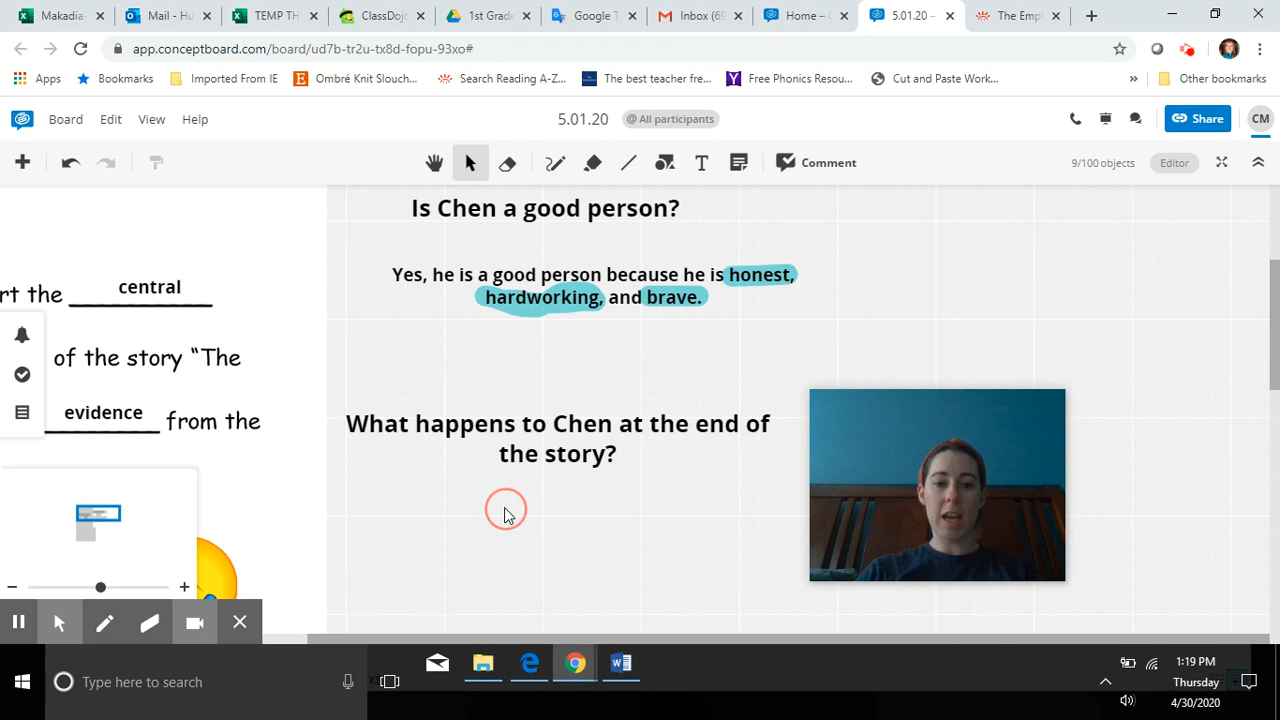 Makadia-
Mail - Hu
TEMP TH
ClassDojo
1st Grade
Google T
Inbox (69
Home –
5.01.20 –
The Emp
app.conceptboard.com/board/ud7b-tr2u-tx8d-fopu-93xo#
Apps
Bookmarks
Imported From IE
Ombré Knit Slouch...
Search Reading A-Z...
The best teacher fre...
Free Phonics Resou...
Cut and Paste Work...
»
Other bookmarks
Board
Edit
View
Help
5.01.20
@ All participants
Share
CM
Comment
9/100 objects
Editor
Is Chen a good person?
Yes, he is a good person because he is honest,
hardworking, and brave.
What happens to Chen at the end of
the story?
rt the central
of the story “The
evidence from the
Type here to search
1:19 PM
Thursday
4/30/2020